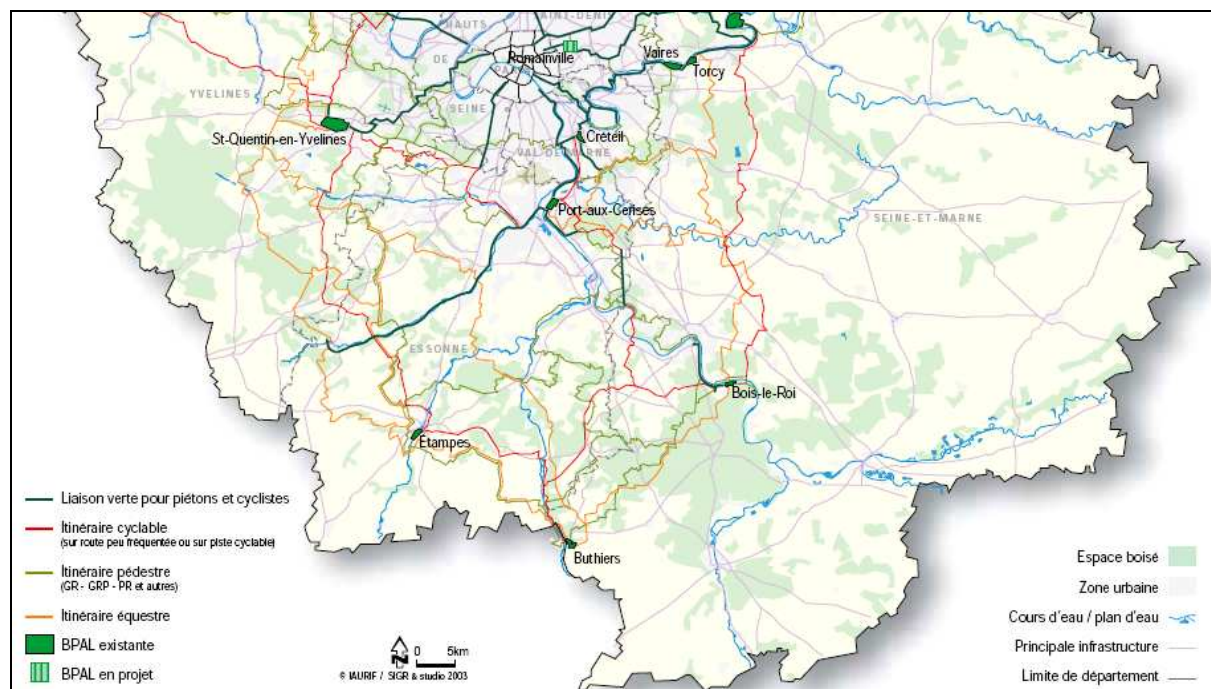 HAUTS
SAINT-DENIS
DE
Romainville
PARIS
Vaires
Torcy
YVELINES
SEINE
St-Quentin-en-Yvelines
Créteil
VAL-DE-MARNE
Port-aux-Cerises
SEINE-ET-MARNE
ESSONNE
Bois-le-Roi
Etampes
Buthiers
Liaison verte pour piétons et cyclistes
Itinéraire cyclable
(sur route peu fréquentée ou sur piste cyclable)
Itinéraire pédestre
(GR - GRP - PR et autres)
Itinéraire équestre
BPAL existante
BPAL en projet
N
0 5km
© IAURIF / SIGR & studio 2003
Espace boisé
Zone urbaine
Cours d'eau / plan d'eau
Principale infrastructure
Limite de département